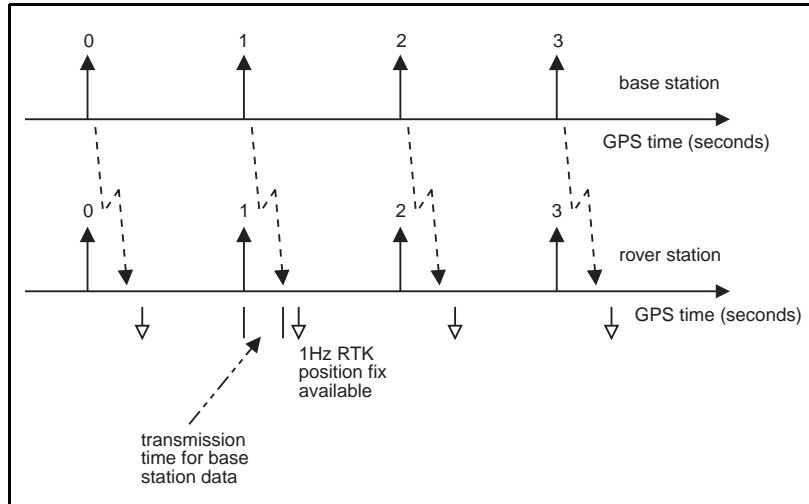 0 1 2 3
base station
GPS time (seconds)
0 1 2 3
rover station
GPS time (seconds)
1Hz RTK
position fix
available
transmission
time for base
station data